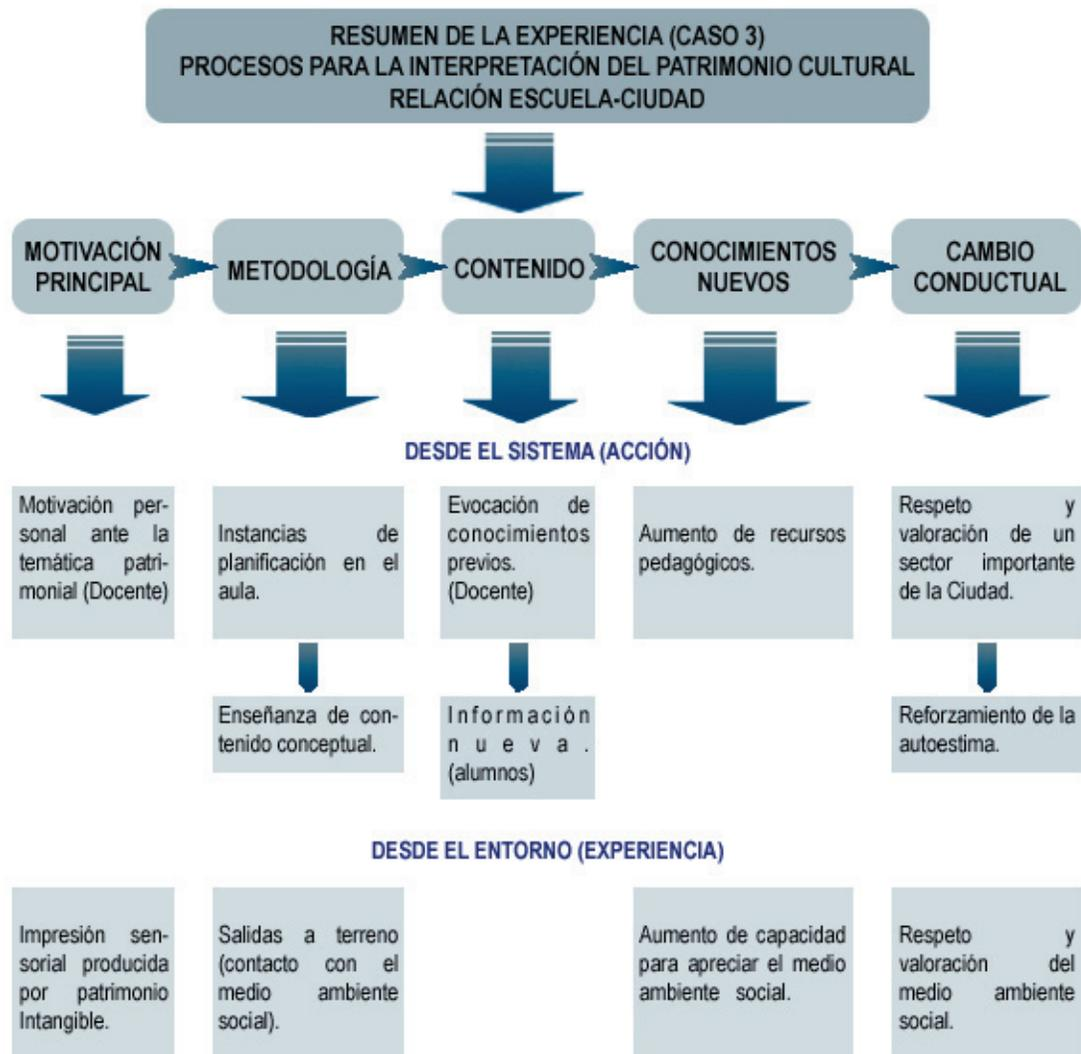 RESUMEN DE LA EXPERIENCIA (CASO 3)
PROCESOS PARA LA INTERPRETACIÓN DEL PATRIMONIO CULTURAL
RELACIÓN ESCUELA-CIUDAD
MOTIVACIÓN
PRINCIPAL
METODOLOGÍA
CONTENIDO
CONOCIMIENTOS
NUEVOS
CAMBIO
CONDUCTUAL
DESDE EL SISTEMA (ACCIÓN)
Motivación per-
sonal ante la
temática patri-
monial (Docente)
Instancias de
planificación en el
aula.
Evocación de
conocimientos
previos.
(Docente)
Aumento de recursos
pedagógicos.
Respeto y
valoración de un
sector importante
de la Ciudad.
Enseñanza de con-
tenido conceptual.
Información
nueva.
(alumnos)
Reforzamiento de la
autoestima.
DESDE EL ENTORNO (EXPERIENCIA)
Impresión sen-
sorial producida
por patrimonio
Intangible.
Salidas a terreno
(contacto con el
medio ambiente
social).
Aumento de capacidad
para apreciar el medio
ambiente social.
Respeto y
valoración del
medio ambiente
social.